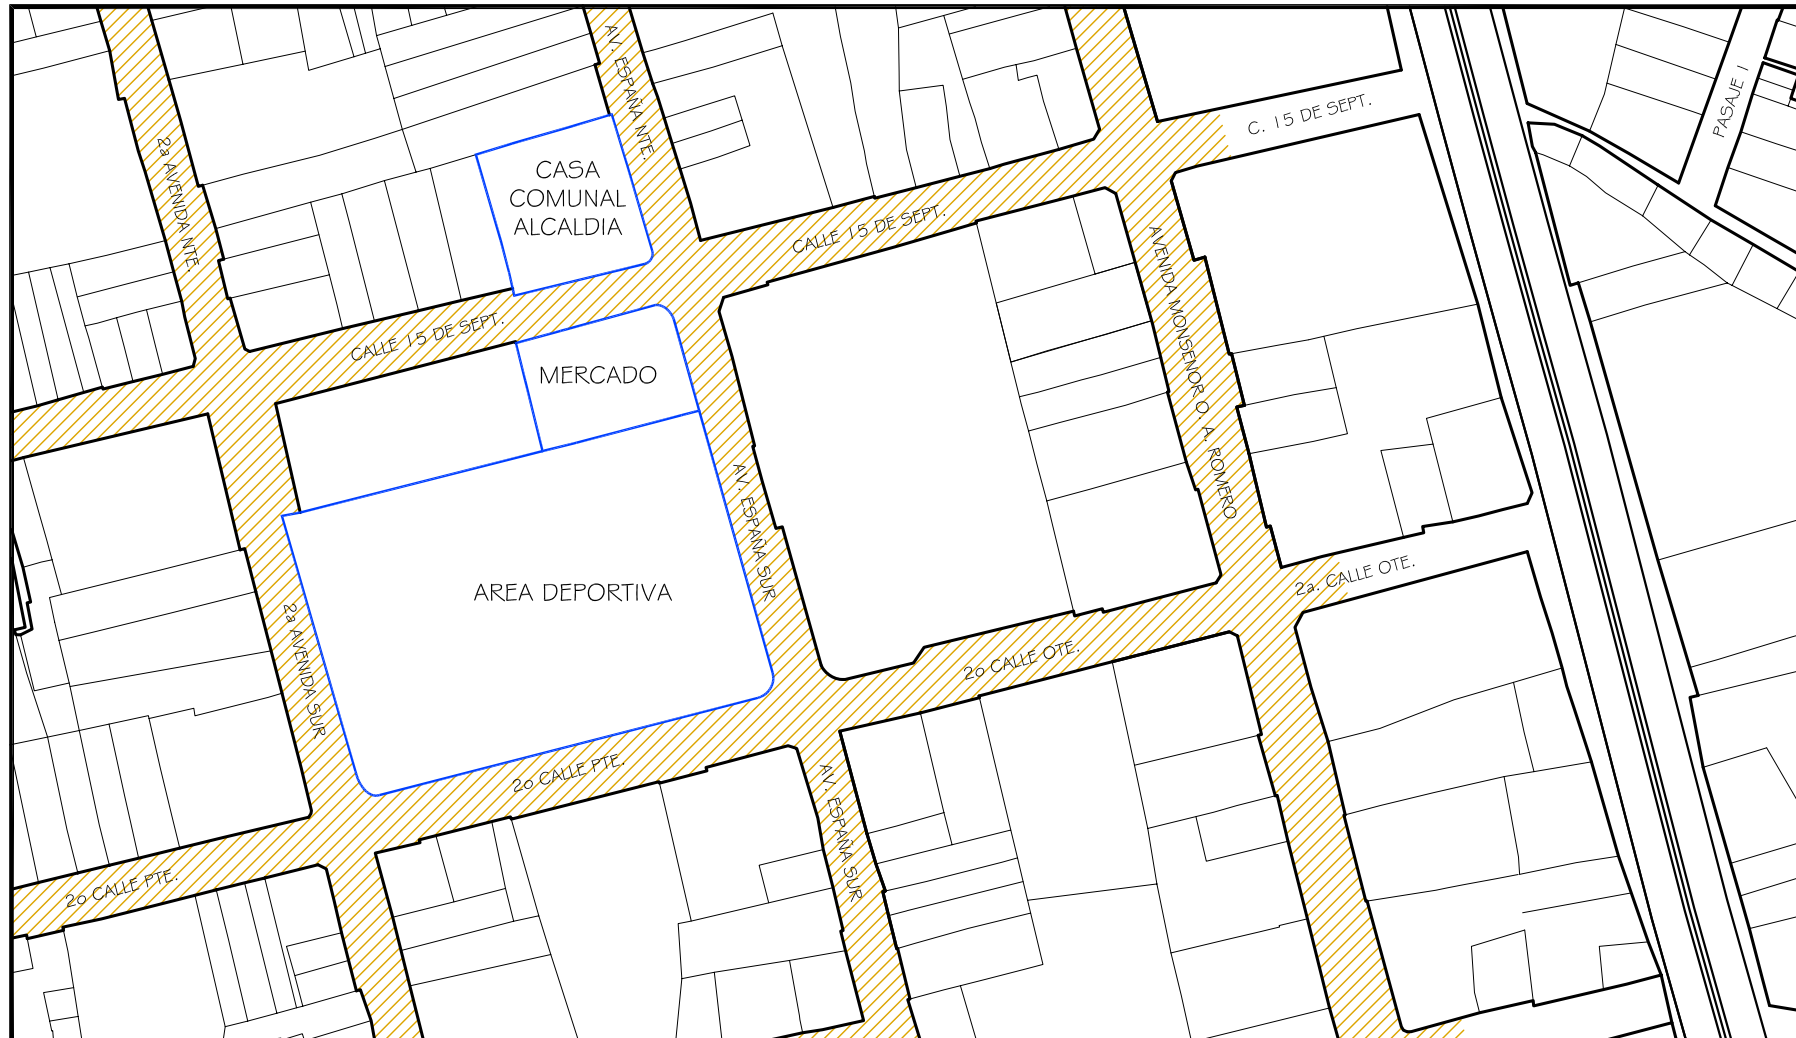 AV. ESPAÑA NTE.
PASAJE 1
C. 15 DE SEPT.
2a AVENIDA NTE.
CASA
COMUNAL
ALCALDIA
CALLE 15 DE SEPT.
AVENIDA MONSENOR O. A. ROMERO
CALLE 15 DE SEPT.
MERCADO
AV. ESPAÑA SUR
AREA DEPORTIVA
2a. CALLE OTE.
2a AVENIDA SUR
2o CALLE OTE.
2o CALLE PTE.
AV. ESPAÑA SUR
2o CALLE PTE.